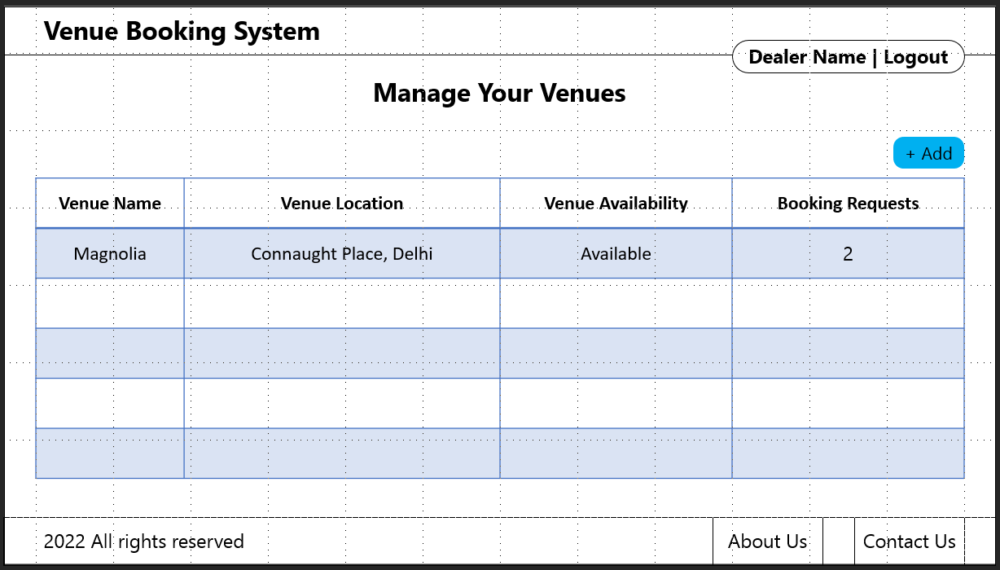 Venue Booking System
Dealer Name | Logout
Manage Your Venues
+ Add
Venue Name Venue Location Venue Availability Booking Requests
Magnolia Connaught Place, Delhi Available 2
2022 All rights reserved About Us Contact Us